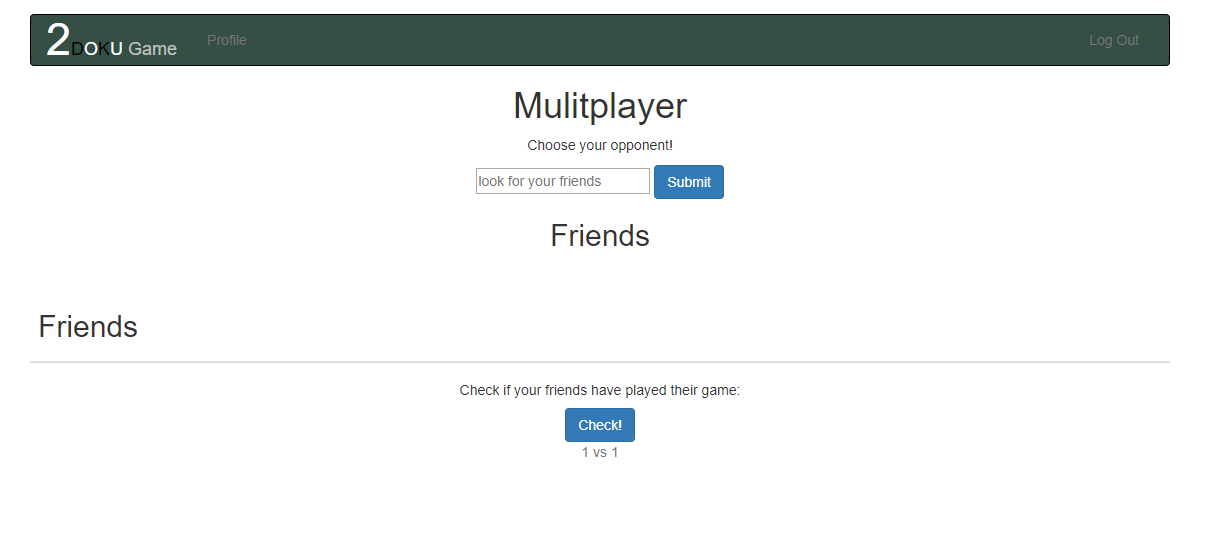 2DOKU Game Profile Log Out
Mulitplayer
Choose your opponent!
look for your friends Submit
Friends
Friends
Check if your friends have played their game:
Check!
1 vs 1